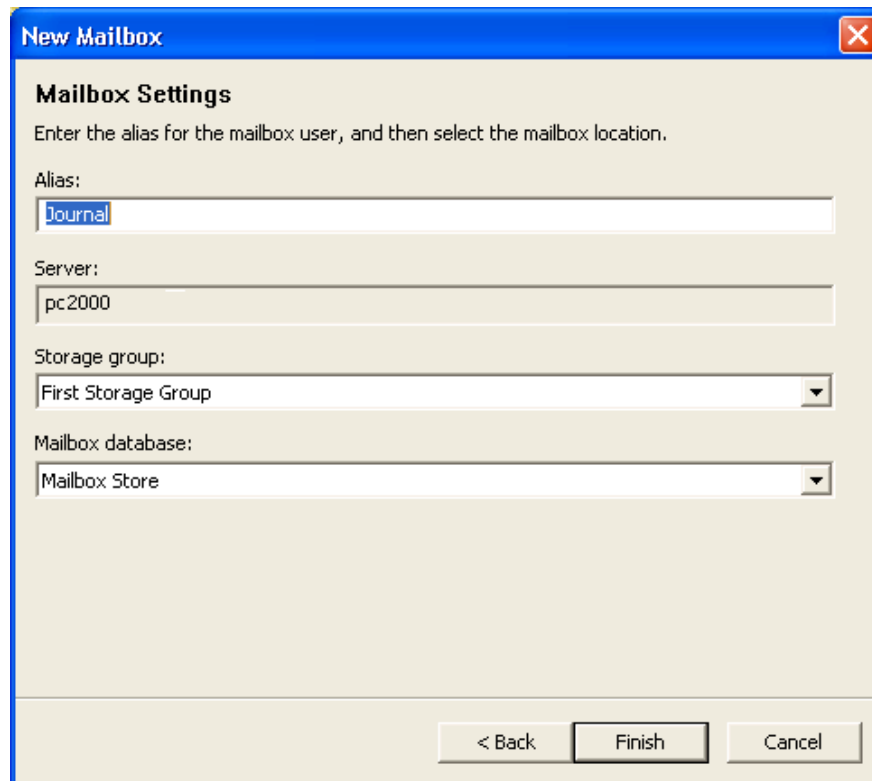 New Mailbox
Mailbox Settings
Enter the alias for the mailbox user, and then select the mailbox location.
Alias:
Journal
Server:
pc2000
Storage group:
First Storage Group
Mailbox database:
Mailbox Store
< Back Finish Cancel